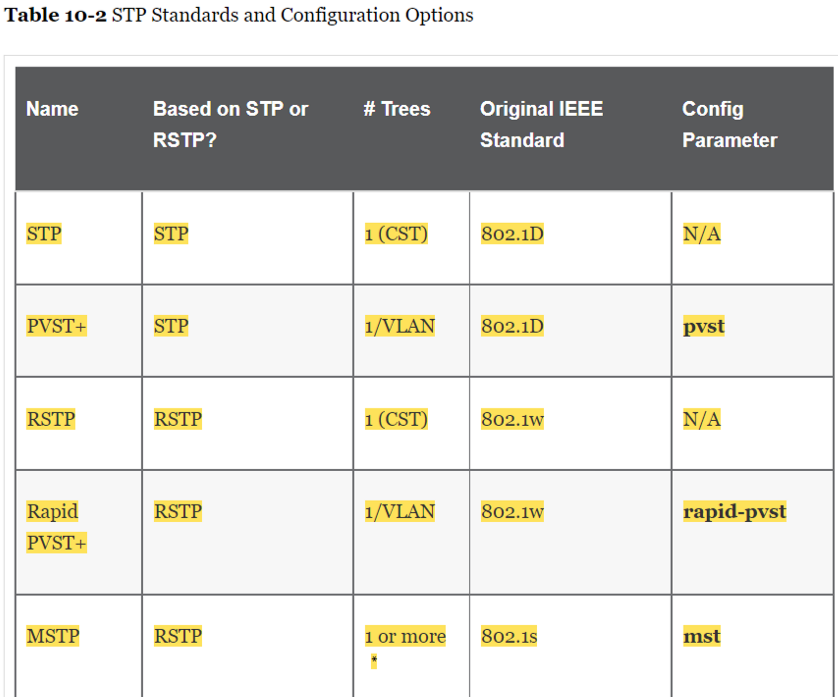 Table 10-2 STP Standards and Configuration Options
Name Based on STP or RSTP? # Trees Original IEEE Standard Config Parameter
STP STP 1 (CST) 802.1D N/A
PVST+ STP 1/VLAN 802.1D pvst
RSTP RSTP 1 (CST) 802.1w N/A
Rapid PVST+ RSTP 1/VLAN 802.1w rapid-pvst
MSTP RSTP 1 or more * 802.1s mst